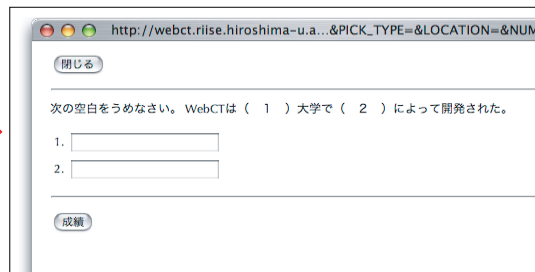 http://webct.riise.hiroshima-u.a...&PICK_TYPE=&LOCATION=&NUM
閉じる
次の空白をうめなさい。 WebCTは（　1　）大学で（　2　）によって開発された。
1.
2.
成績